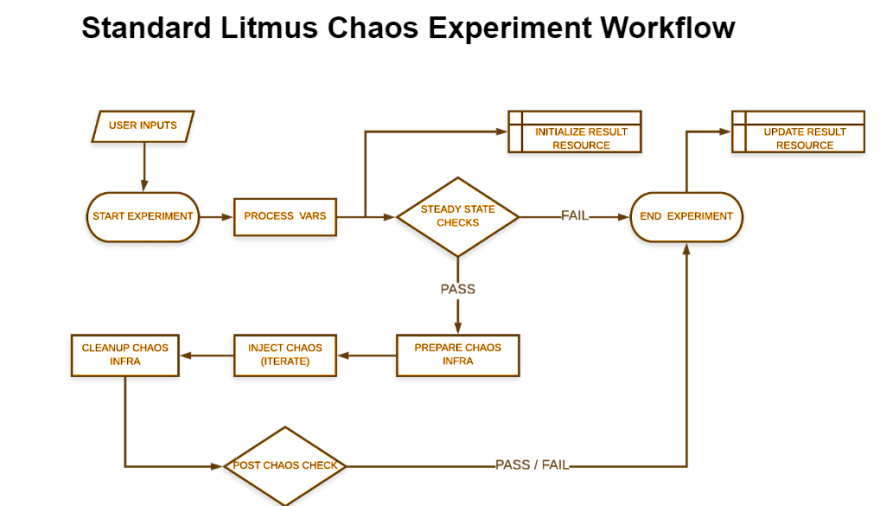 Standard Litmus Chaos Experiment Workflow
USER INPUTS
INITIALIZE RESULT
RESOURCE
UPDATE RESULT
RESOURCE
START EXPERIMENT
PROCESS VARS
STEADY STATE
CHECKS
FAIL
END EXPERIMENT
PASS
CLEANUP CHAOS
INFRA
INJECT CHAOS
(ITERATE)
PREPARE CHAOS
INFRA
POST CHAOS CHECK
PASS / FAIL